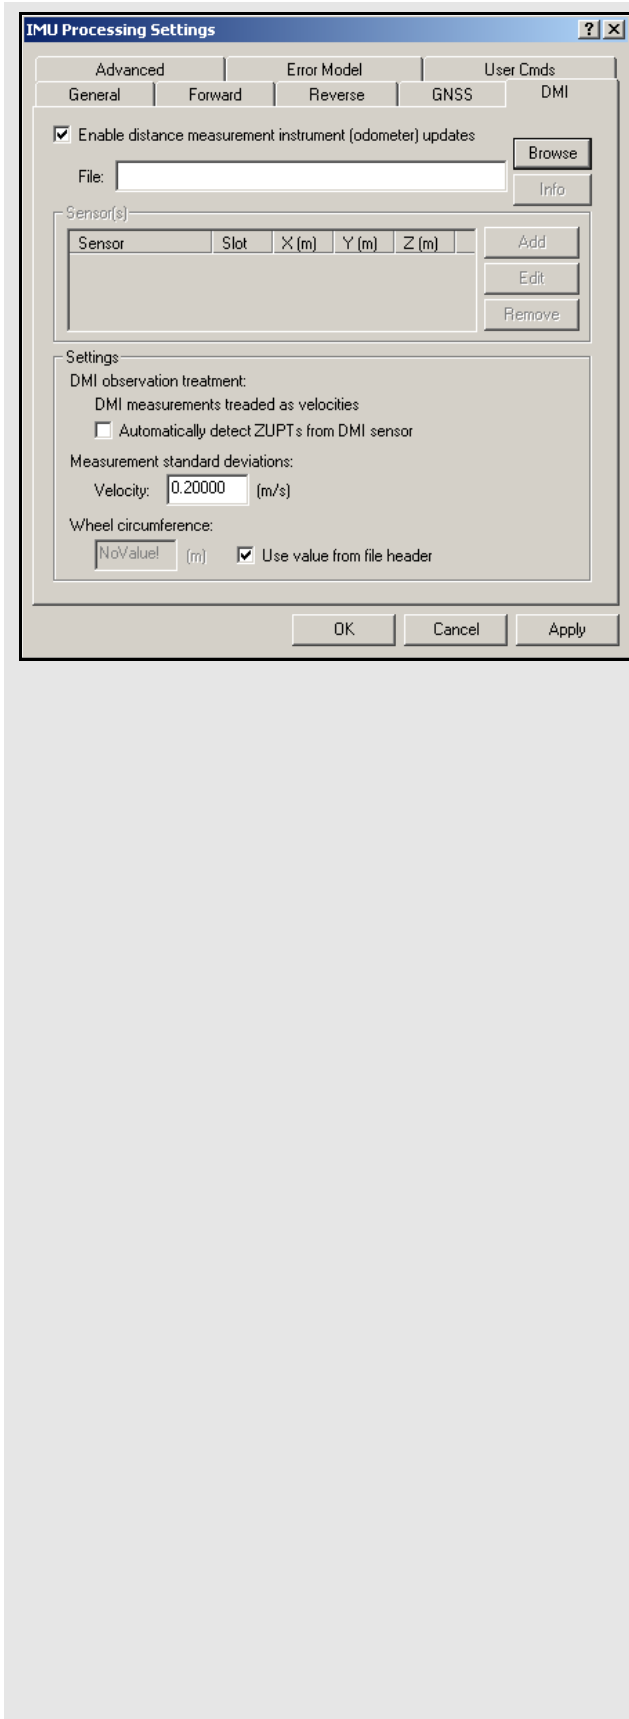 IMU Processing Settings
Advanced Error Model User Cmds
General Forward Reverse GNSS DMI
Enable distance measurement instrument (odometer) updates
Browse
File:
Info
Sensor(s)
Sensor Slot X (m) Y (m) Z (m)
Add
Edit
Remove
Settings
DMI observation treatment:
DMI measurements treaded as velocities
Automatically detect ZUPTs from DMI sensor
Measurement standard deviations:
Velocity: 0.20000 (m/s)
Wheel circumference:
NoValue! (m) Use value from file header
OK Cancel Apply